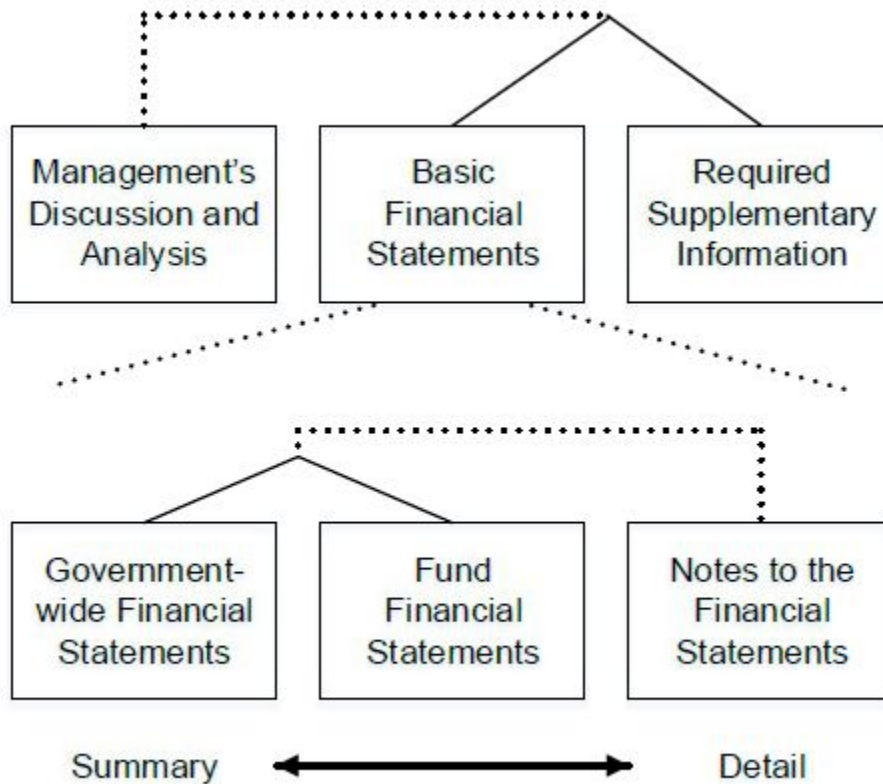 Management's
Discussion and
Analysis
Basic
Financial
Statements
Required
Supplementary
Information
Government-
wide Financial
Statements
Fund
Financial
Statements
Notes to the
Financial
Statements
Summary
Detail